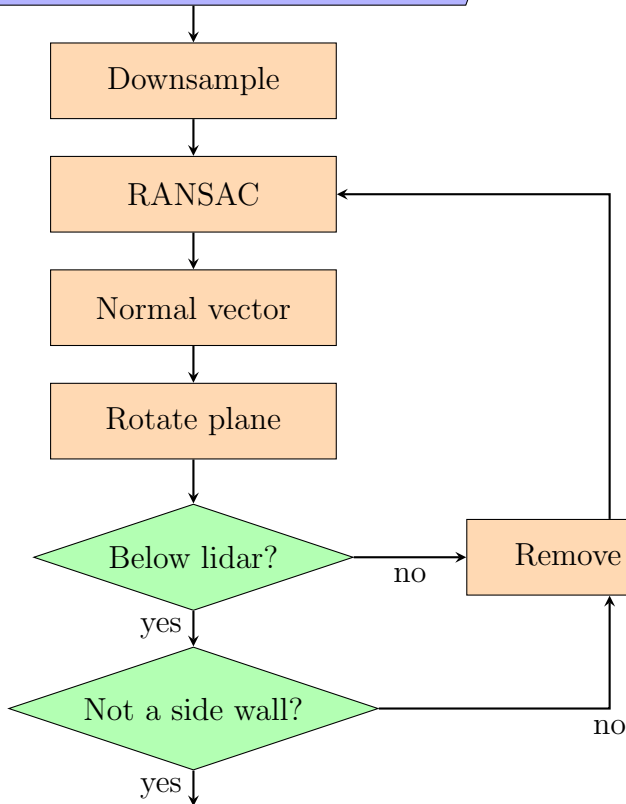 Downsample
RANSAC
Normal vector
Rotate plane
Below lidar?
no
Remove
yes
Not a side wall?
no
yes